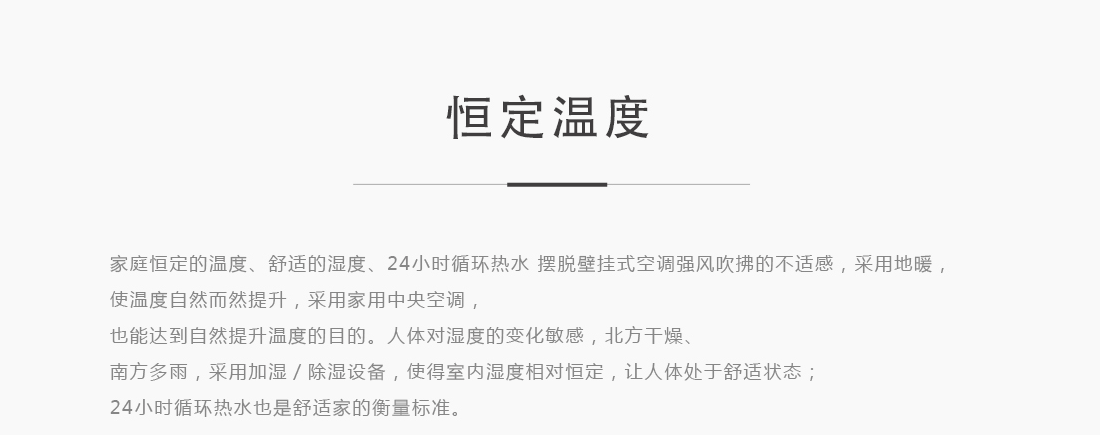 恒定温度
家庭恒定的温度、舒适的湿度、24小时循环热水 摆脱壁挂式空调强风吹拂的不适感，采用地暖，
使温度自然而然提升，采用家用中央空调，
也能达到自然提升温度的目的。人体对湿度的变化敏感，北方干燥、
南方多雨，采用加湿 / 除湿设备，使得室内湿度相对恒定，让人体处于舒适状态；
24小时循环热水也是舒适家的衡量标准。